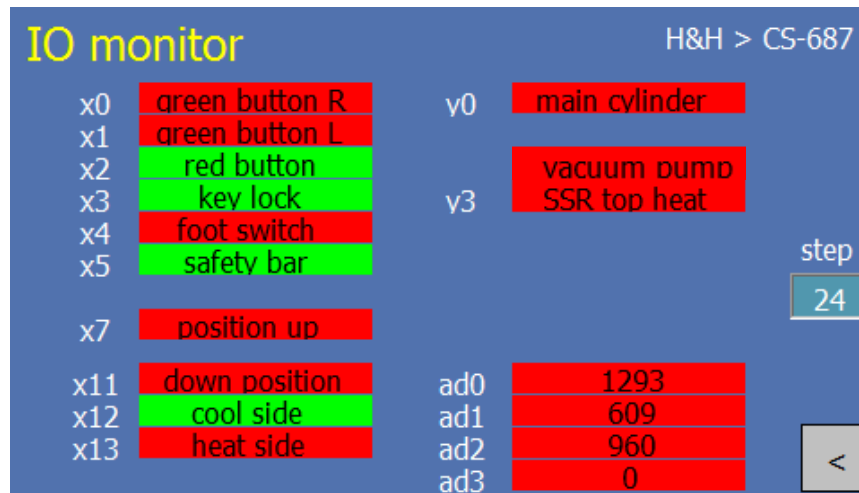 IO monitor
H&H > CS-687
x0 green button R
x1 green button L
x2 red button
x3 key lock
x4 foot switch
x5 safety bar
x7 position up
x11 down position
x12 cool side
x13 heat side
y0 main cylinder
vacuum pump
y3 SSR top heat
ad0 1293
ad1 609
ad2 960
ad3 0
step
24
<